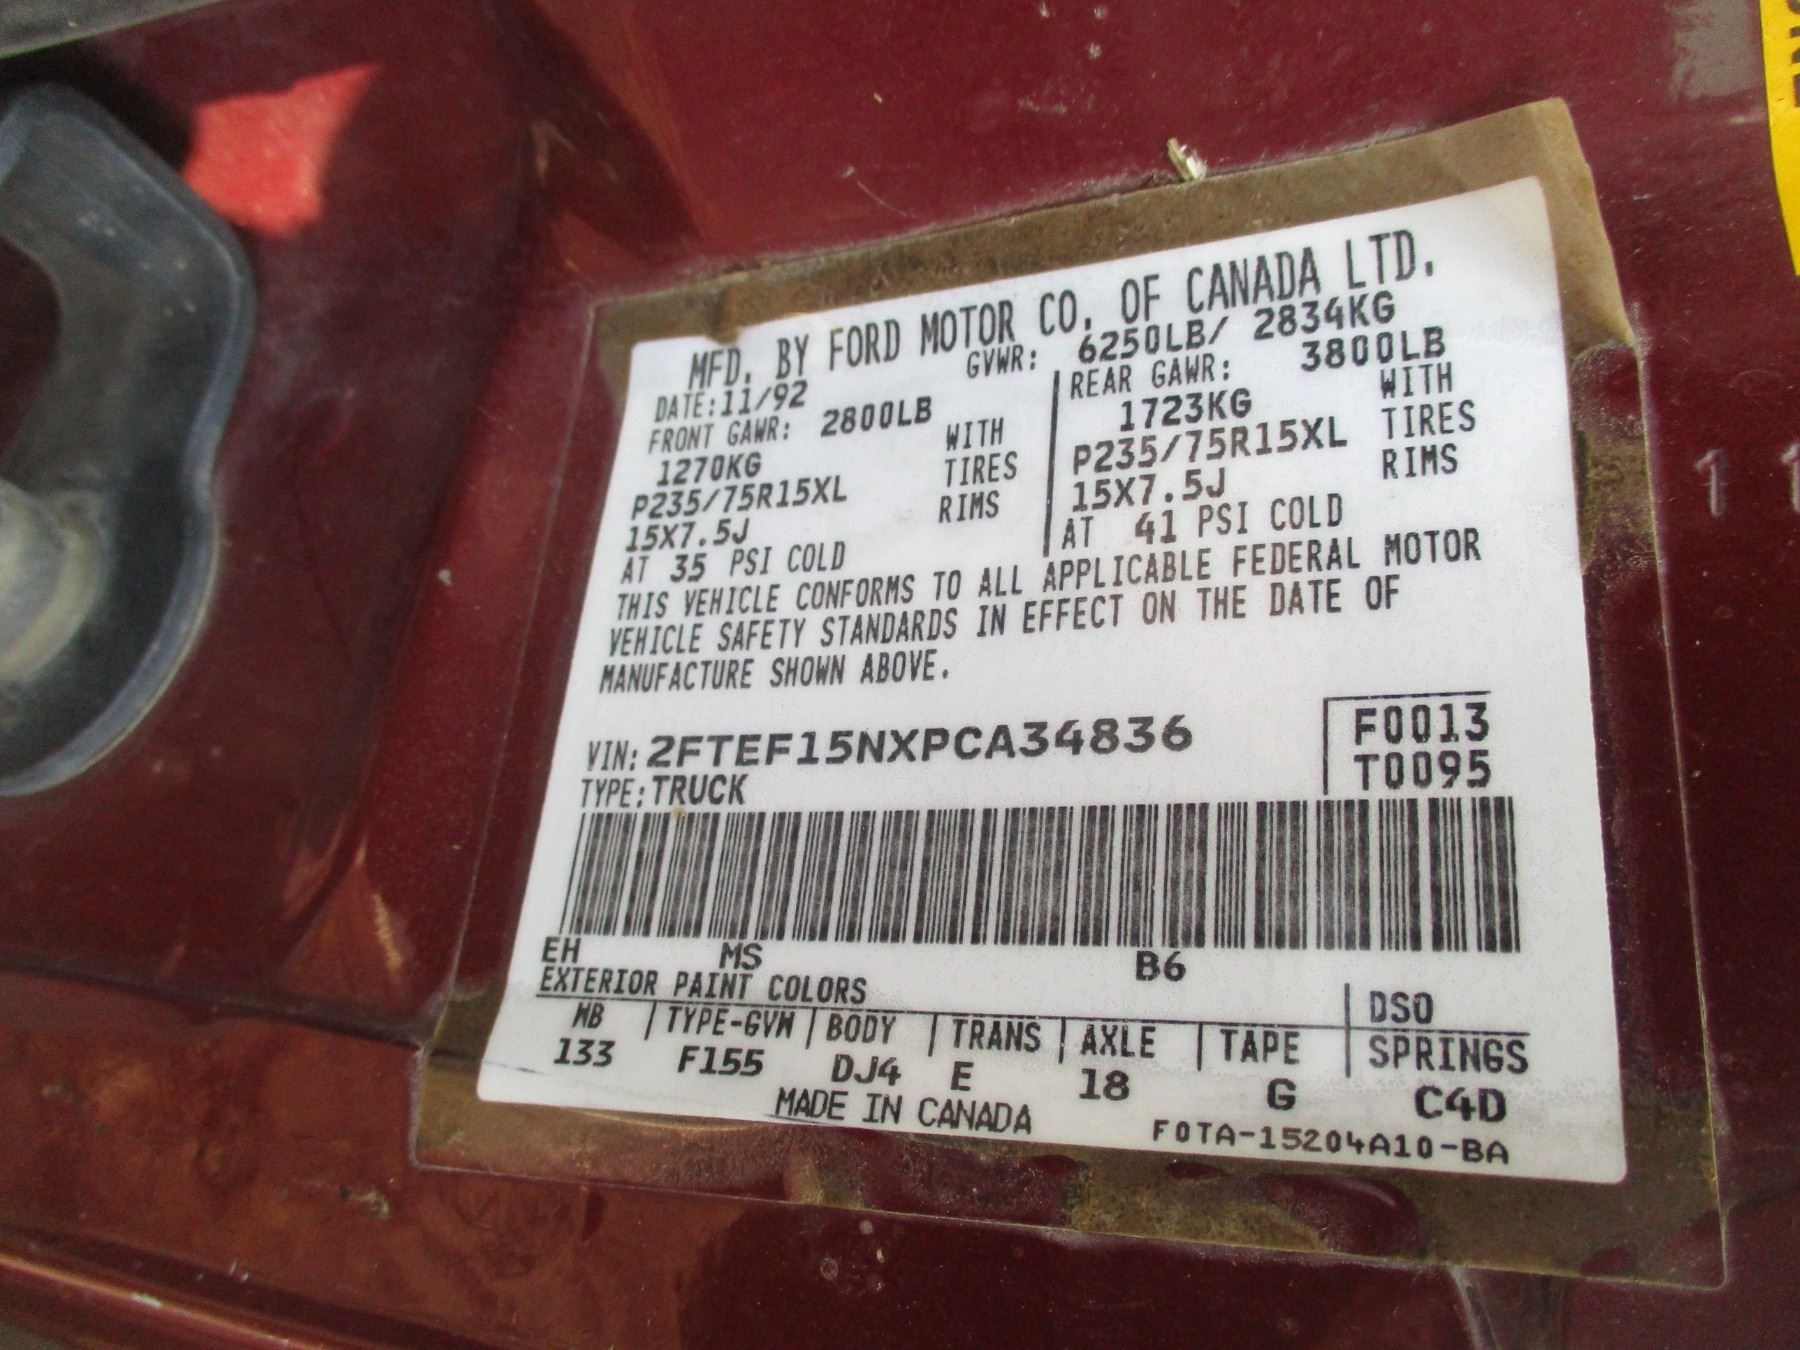 MFD. BY FORD MOTOR CO. OF CANADA LTD.
DATE:11/92 GVWR: 6250LB/ 2834KG
FRONT GAWR: 2800LB
1270KG WITH
P235/75R15XL TIRES
15X7.5J RIMS
AT 35 PSI COLD
REAR GAWR: 3800LB
1723KG WITH
P235/75R15XL TIRES
15X7.5J RIMS
AT 41 PSI COLD
THIS VEHICLE CONFORMS TO ALL APPLICABLE FEDERAL MOTOR
VEHICLE SAFETY STANDARDS IN EFFECT ON THE DATE OF
MANUFACTURE SHOWN ABOVE.
VIN: 2FTEF15NXPCA34836
TYPE:TRUCK
F0013
T0095
EH MS B6
EXTERIOR PAINT COLORS DSO
WB TYPE-GVW BODY TRANS AXLE TAPE SPRINGS
133 F155 DJ4 E 18 G C4D
MADE IN CANADA F0TA-15204A10-BA
11